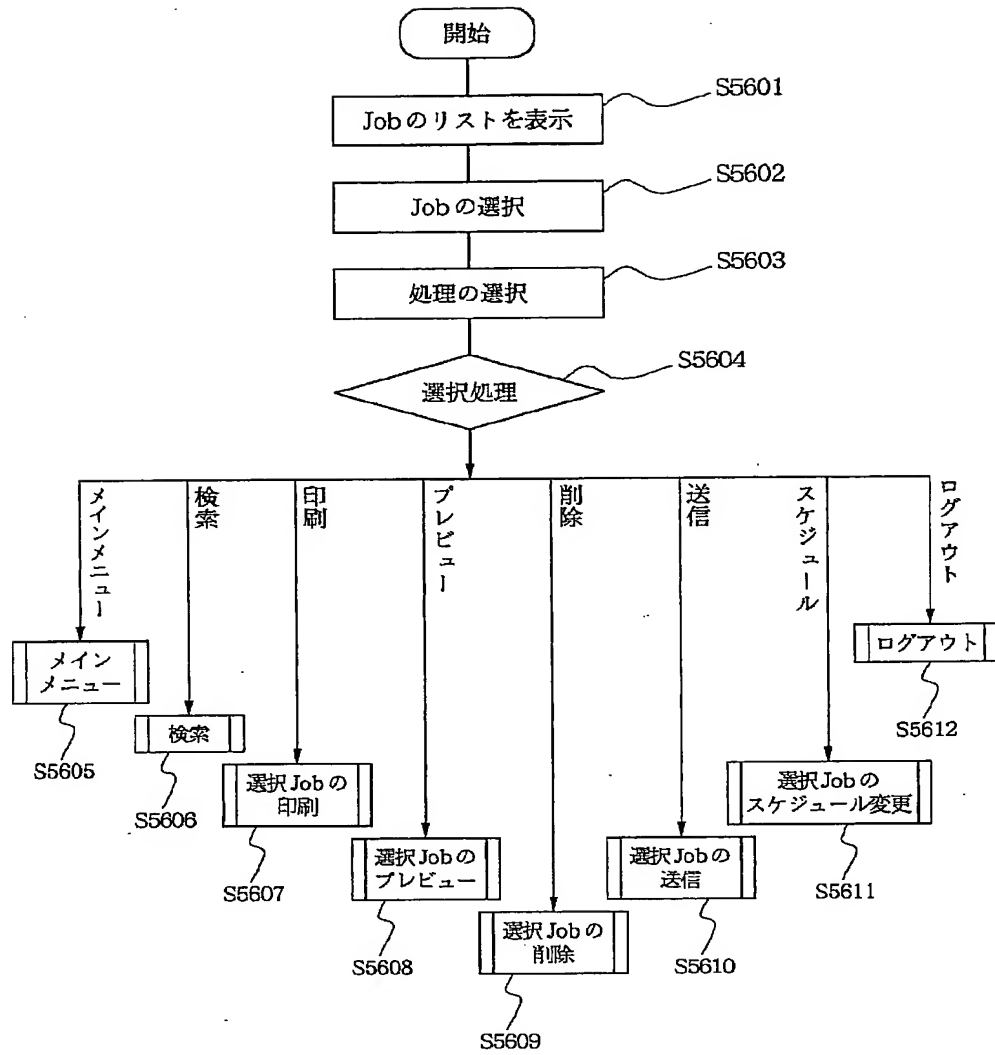 開始
S5601
Jobのリストを表示
S5602
Jobの選択
S5603
処理の選択
S5604
選択処理
メインメニュー
検索
印刷
プレビュー
削除
送信
スケジュール
ログアウト
メイン
メニュー
S5605
検索
S5606
選択Jobの
印刷
S5607
選択Jobの
プレビュー
S5608
選択Jobの
削除
S5609
選択Jobの
送信
S5610
選択Jobの
スケジュール変更
S5611
ログアウト
S5612